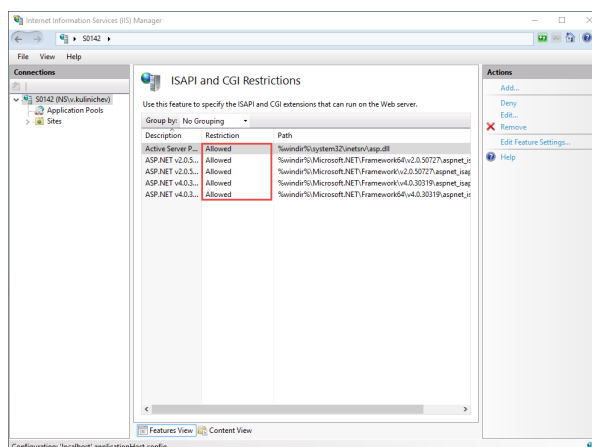 Internet Information Services (IIS) Manager
S0142
File View Help
Connections
S0142 (NS\v.kulinichev)
Application Pools
Sites
ISAPI and CGI Restrictions
Use this feature to specify the ISAPI and CGI extensions that can run on the Web server.
Group by: No Grouping
Description Restriction Path
Active Server P... Allowed %windir%\system32\inetsrv\asp.dll
ASP.NET v2.0.5... Allowed %windir%\Microsoft.NET\Framework64\v2.0.50727\aspnet_is
ASP.NET v2.0.5... Allowed %windir%\Microsoft.NET\Framework\v2.0.50727\aspnet_isap
ASP.NET v4.0.3... Allowed %windir%\Microsoft.NET\Framework\v4.0.30319\aspnet_isap
ASP.NET v4.0.3... Allowed %windir%\Microsoft.NET\Framework64\v4.0.30319\aspnet_is
Features View Content View
Actions
Add...
Deny
Edit...
Remove
Edit Feature Settings...
Help
Configuration: 'localhost' applicationHost.config